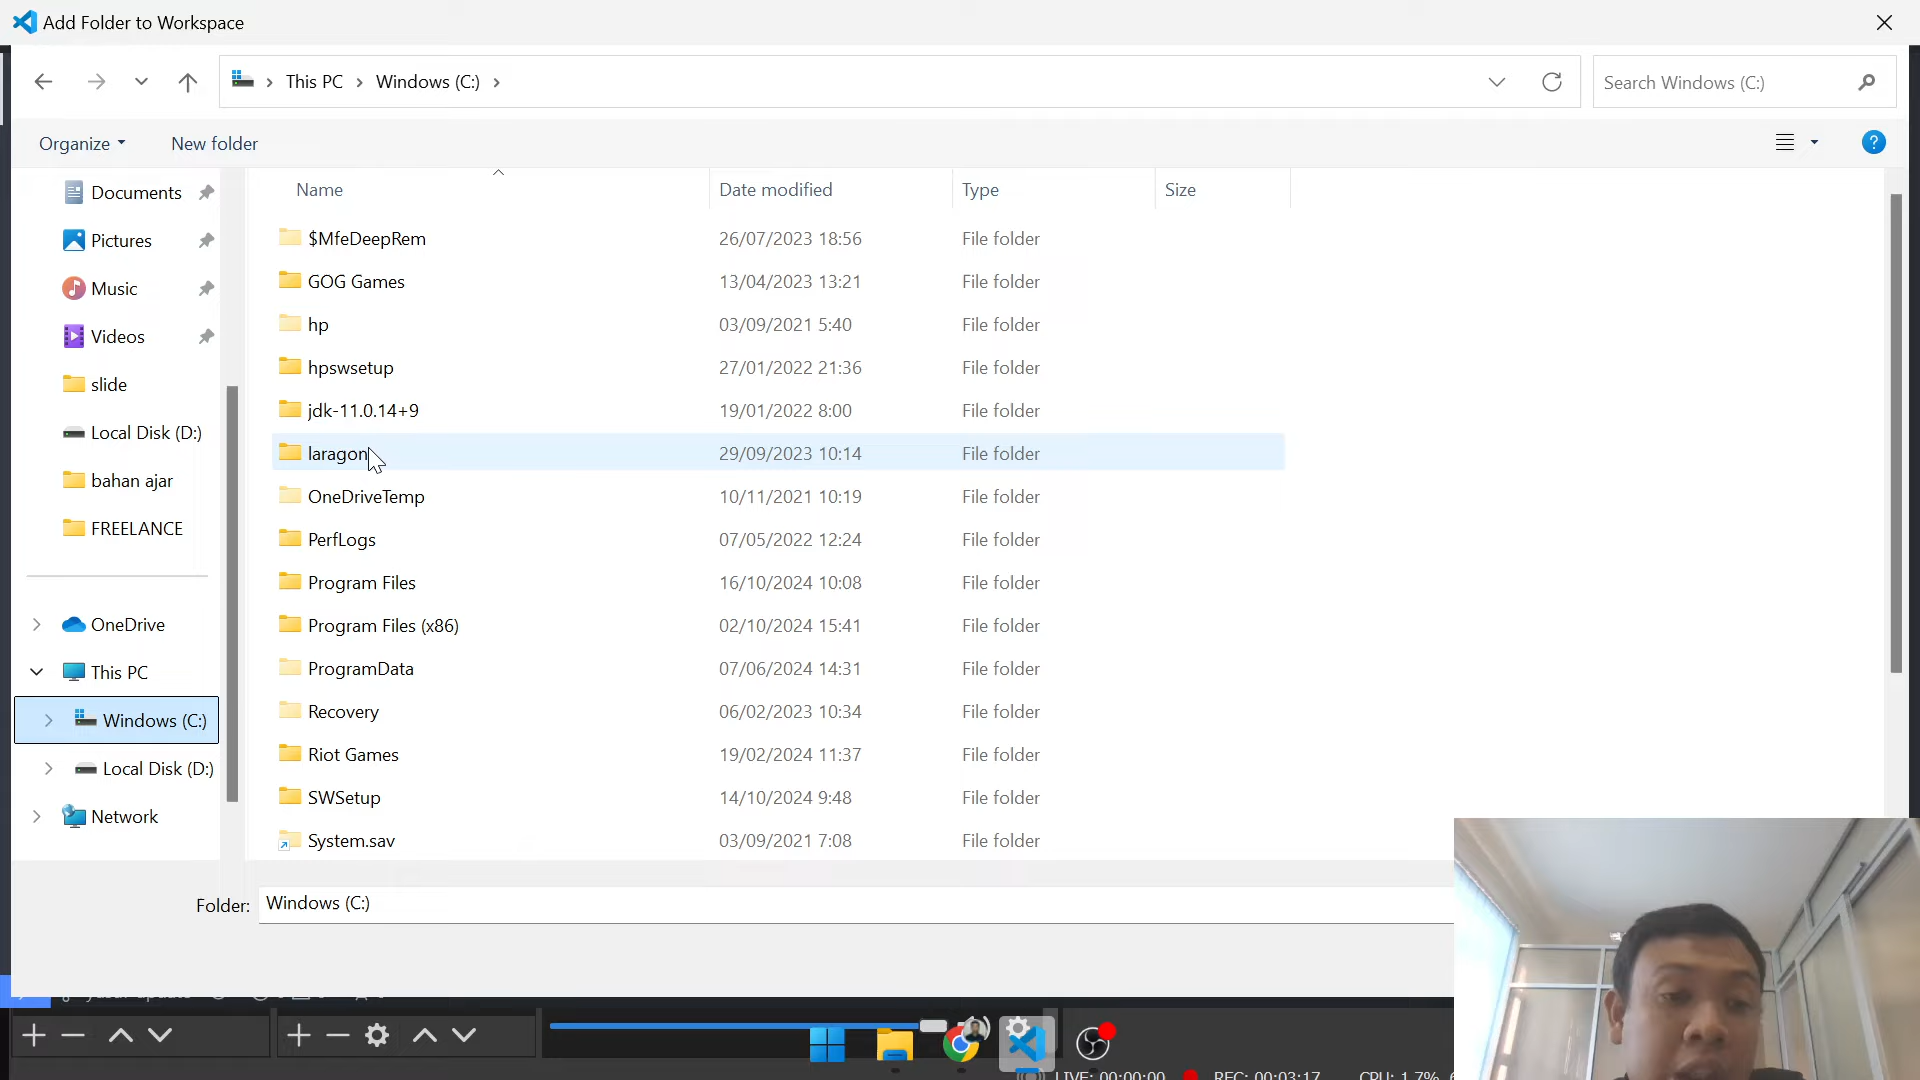 Add Folder to Workspace
This PC
Windows (C:)
Search Windows (C:)
Organize
New folder
Documents
Pictures
Music
Videos
slide
Local Disk (D:)
bahan ajar
FREELANCE
OneDrive
This PC
Windows (C:)
Local Disk (D:)
Network
Name Date modified Type Size
$MfeDeepRem 26/07/2023 18:56 File folder
GOG Games 13/04/2023 13:21 File folder
hp 03/09/2021 5:40 File folder
hpswsetup 27/01/2022 21:36 File folder
jdk-11.0.14+9 19/01/2022 8:00 File folder
laragon 29/09/2023 10:14 File folder
OneDriveTemp 10/11/2021 10:19 File folder
PerfLogs 07/05/2022 12:24 File folder
Program Files 16/10/2024 10:08 File folder
Program Files (x86) 02/10/2024 15:41 File folder
ProgramData 07/06/2024 14:31 File folder
Recovery 06/02/2023 10:34 File folder
Riot Games 19/02/2024 11:37 File folder
SWSetup 14/10/2024 9:48 File folder
System.sav 03/09/2021 7:08 File folder
Folder: Windows (C:)
LIVE: 00:00:00 REC: 00:03:17 CPU: 1.7%